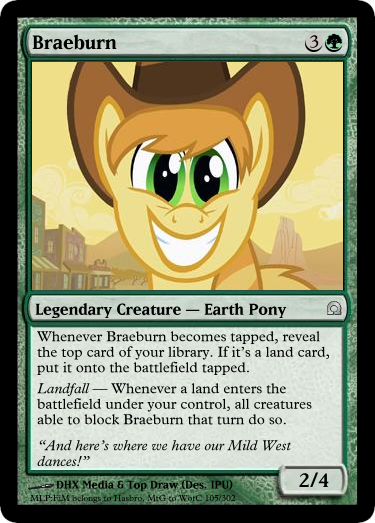 Braeburn 3
Legendary Creature — Earth Pony
Whenever Braeburn becomes tapped, reveal
the top card of your library. If it's a land card,
put it onto the battlefield tapped.
Landfall — Whenever a land enters the
battlefield under your control, all creatures
able to block Braeburn that turn do so.
“And here's where we have our Mild West
dances!”
DHX Media & Top Draw (Des. IPU)
MLP:FiM belongs to Hasbro, MtG to WotC 105/302
2/4